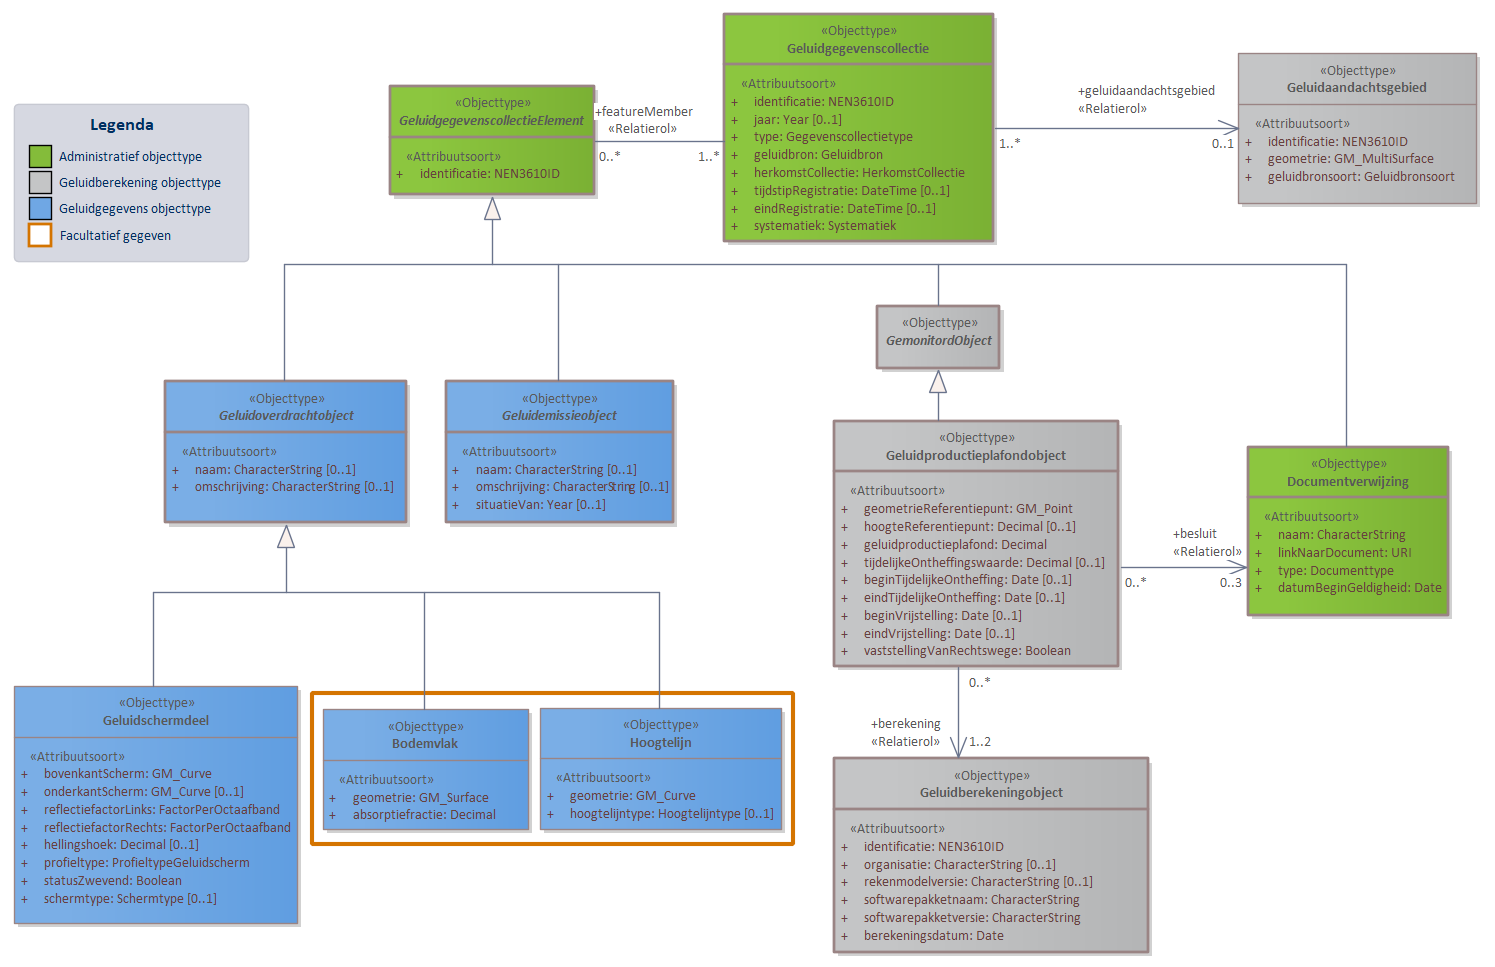 Legenda
Administratief objecttype
Geluidberekening objecttype
Geluidgegevens objecttype
Facultatief gegeven
«Objecttype»
GeluidgegevenscollectieElement
«Attribuutsoort»
+ identificatie: NEN3610ID
+featureMember
«Relatierol»
0..*
1..*
«Objecttype»
Geluidgegevenscollectie
«Attribuutsoort»
+ identificatie: NEN3610ID
+ jaar: Year [0..1]
+ type: Gegevenscollectietype
+ geluidbron: Geluidbron
+ herkomstCollectie: HerkomstCollectie
+ tijdstipRegistratie: DateTime [0..1]
+ eindRegistratie: DateTime [0..1]
+ systematiek: Systematiek
+geluidaandachtsgebied
«Relatierol»
1..*
0..1
«Objecttype»
Geluidaandachtsgebied
«Attribuutsoort»
+ identificatie: NEN3610ID
+ geometrie: GM_MultiSurface
+ geluidbronsoort: Geluidbronsoort
«Objecttype»
Geluidoverdrachtobject
«Attribuutsoort»
+ naam: CharacterString [0..1]
+ omschrijving: CharacterString [0..1]
«Objecttype»
Geluidemissieobject
«Attribuutsoort»
+ naam: CharacterString [0..1]
+ omschrijving: CharacterString [0..1]
+ situatieVan: Year [0..1]
«Objecttype»
GemonitordObject
«Objecttype»
Geluidproductieplafondobject
«Attribuutsoort»
+ geometrieReferentiepunt: GM_Point
+ hoogteReferentiepunt: Decimal [0..1]
+ geluidproductieplafond: Decimal
+ tijdelijkeOntheffingswaarde: Decimal [0..1]
+ beginTijdelijkeOntheffing: Date [0..1]
+ eindTijdelijkeOntheffing: Date [0..1]
+ beginVrijstelling: Date [0..1]
+ eindVrijstelling: Date [0..1]
+ vaststellingVanRechtswege: Boolean
+besluit
«Relatierol»
0..*
0..3
«Objecttype»
Documentverwijzing
«Attribuutsoort»
+ naam: CharacterString
+ linkNaarDocument: URI
+ type: Documenttype
+ datumBeginGeldigheid: Date
«Objecttype»
Geluidschermdeel
«Attribuutsoort»
+ bovenkantScherm: GM_Curve
+ onderkantScherm: GM_Curve [0..1]
+ reflectiefactorLinks: FactorPerOctaafband
+ reflectiefactorRechts: FactorPerOctaafband
+ hellingshoek: Decimal [0..1]
+ profieltype: ProfieltypeGeluidscherm
+ statusZwevend: Boolean
+ schermtype: Schermtype [0..1]
«Objecttype»
Bodemvlak
«Attribuutsoort»
+ geometrie: GM_Surface
+ absorptiefractie: Decimal
«Objecttype»
Hoogtelijn
«Attribuutsoort»
+ geometrie: GM_Curve
+ hoogtelijntype: Hoogtelijntype [0..1]
0..*
+berekening
«Relatierol»
1..2
«Objecttype»
Geluidberekeningobject
«Attribuutsoort»
+ identificatie: NEN3610ID
+ organisatie: CharacterString [0..1]
+ rekenmodelversie: CharacterString [0..1]
+ softwarepakketnaam: CharacterString
+ softwarepakketversie: CharacterString
+ berekeningsdatum: Date